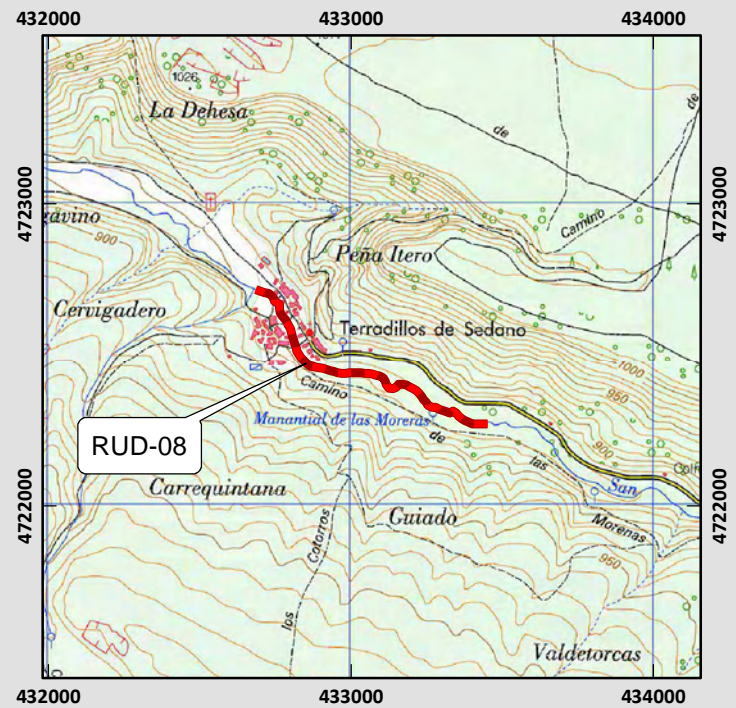 432000
433000
434000
1026
La Dehesa
de
de
4723000
4723000
gavino
900
Camino
Peña Itero
Cervigadero
Terradillos de Sedano
1000
950
Camino
RUD-08
Manantial de las Moreras
de
las
900
San
Carrequintana
Guiado
4722000
4722000
Morenas
Cotorros
los
950
Valdetorcas
432000
433000
434000